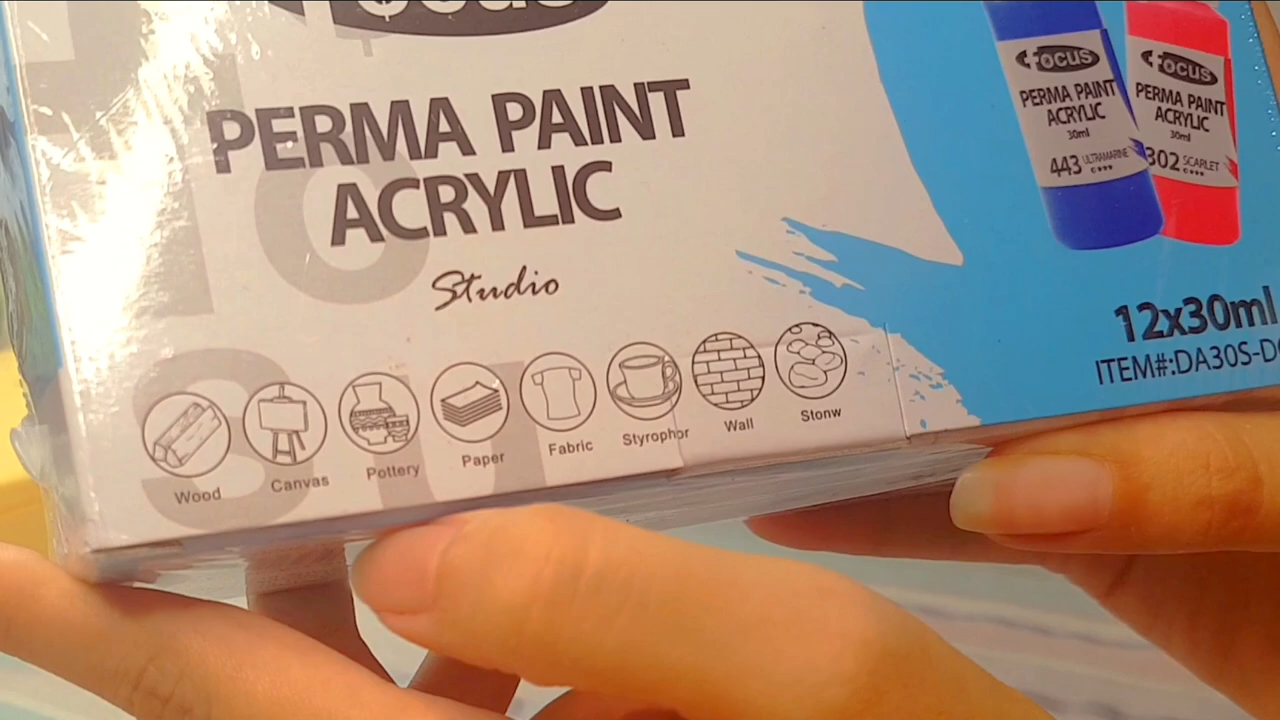 Focus
PERMA PAINT
ACRYLIC
Studio
Wood
Canvas
Pottery
Paper
Fabric
Styrophor
Wall
Stonw
Focus
PERMA PAINT
ACRYLIC
30ml
443 ULTRAMARINE
Focus
PERMA PAINT
ACRYLIC
30ml
302 SCARLET
12x30ml
ITEM#:DA30S-D